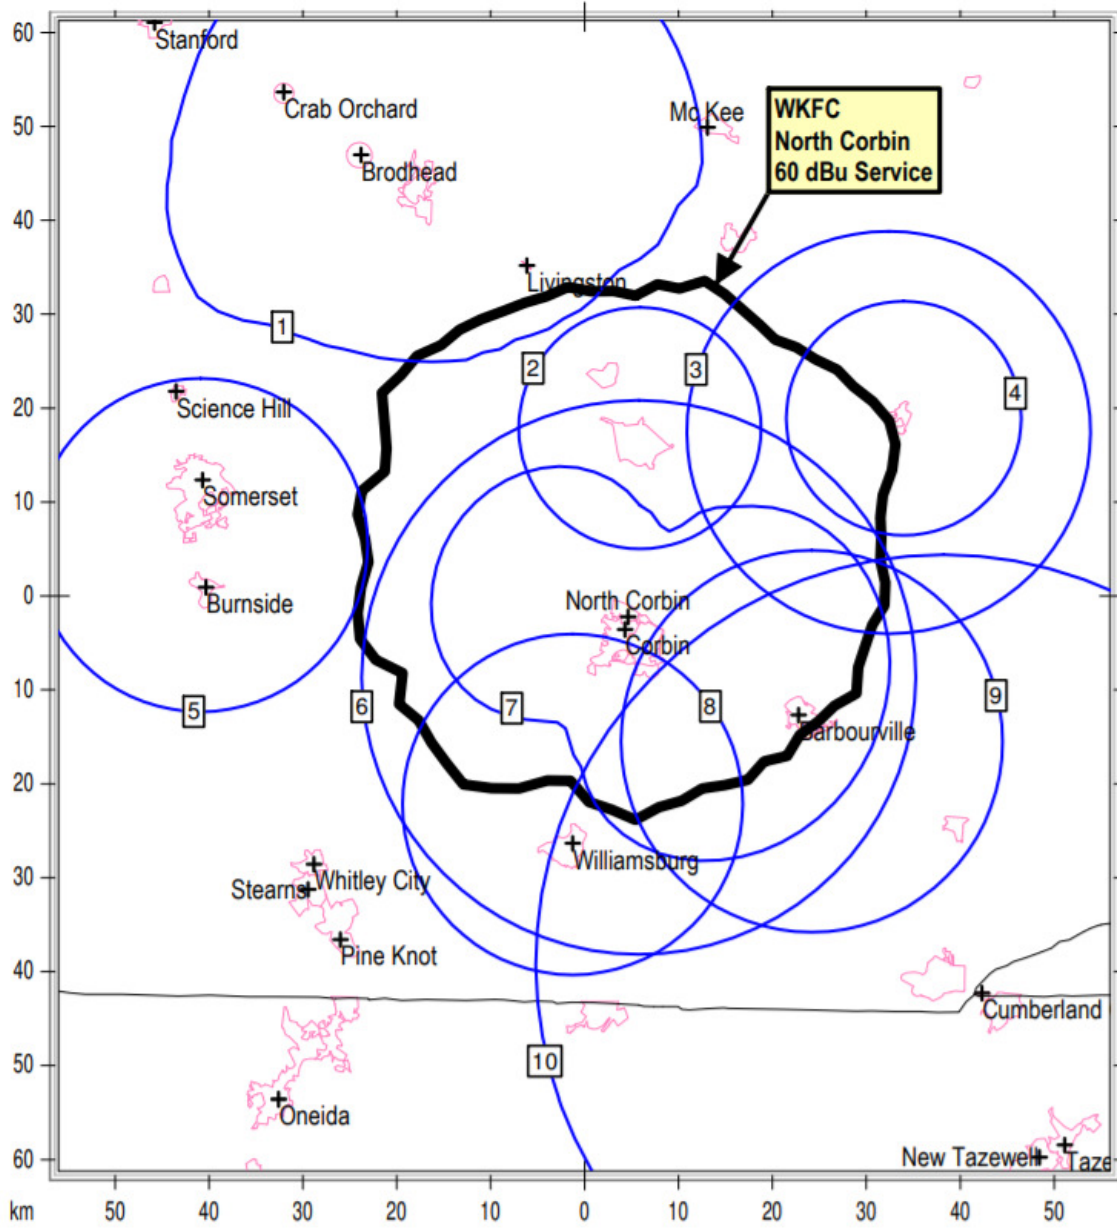 60
Stanford
Crab Orchard
Mc Kee
WKFC
North Corbin
60 dBu Service
50
Brodhead
40
Livingston
30
1
2
3
4
20
Science Hill
10
Somerset
0
Burnside
North Corbin
Corbin
10
5
6
7
8
9
Barbourville
20
Williamsburg
30
Whitley City
Stearns
Pine Knot
40
Cumberland
50
10
Oneida
60
New Tazewell
Taze
km
50
40
30
20
10
0
10
20
30
40
50